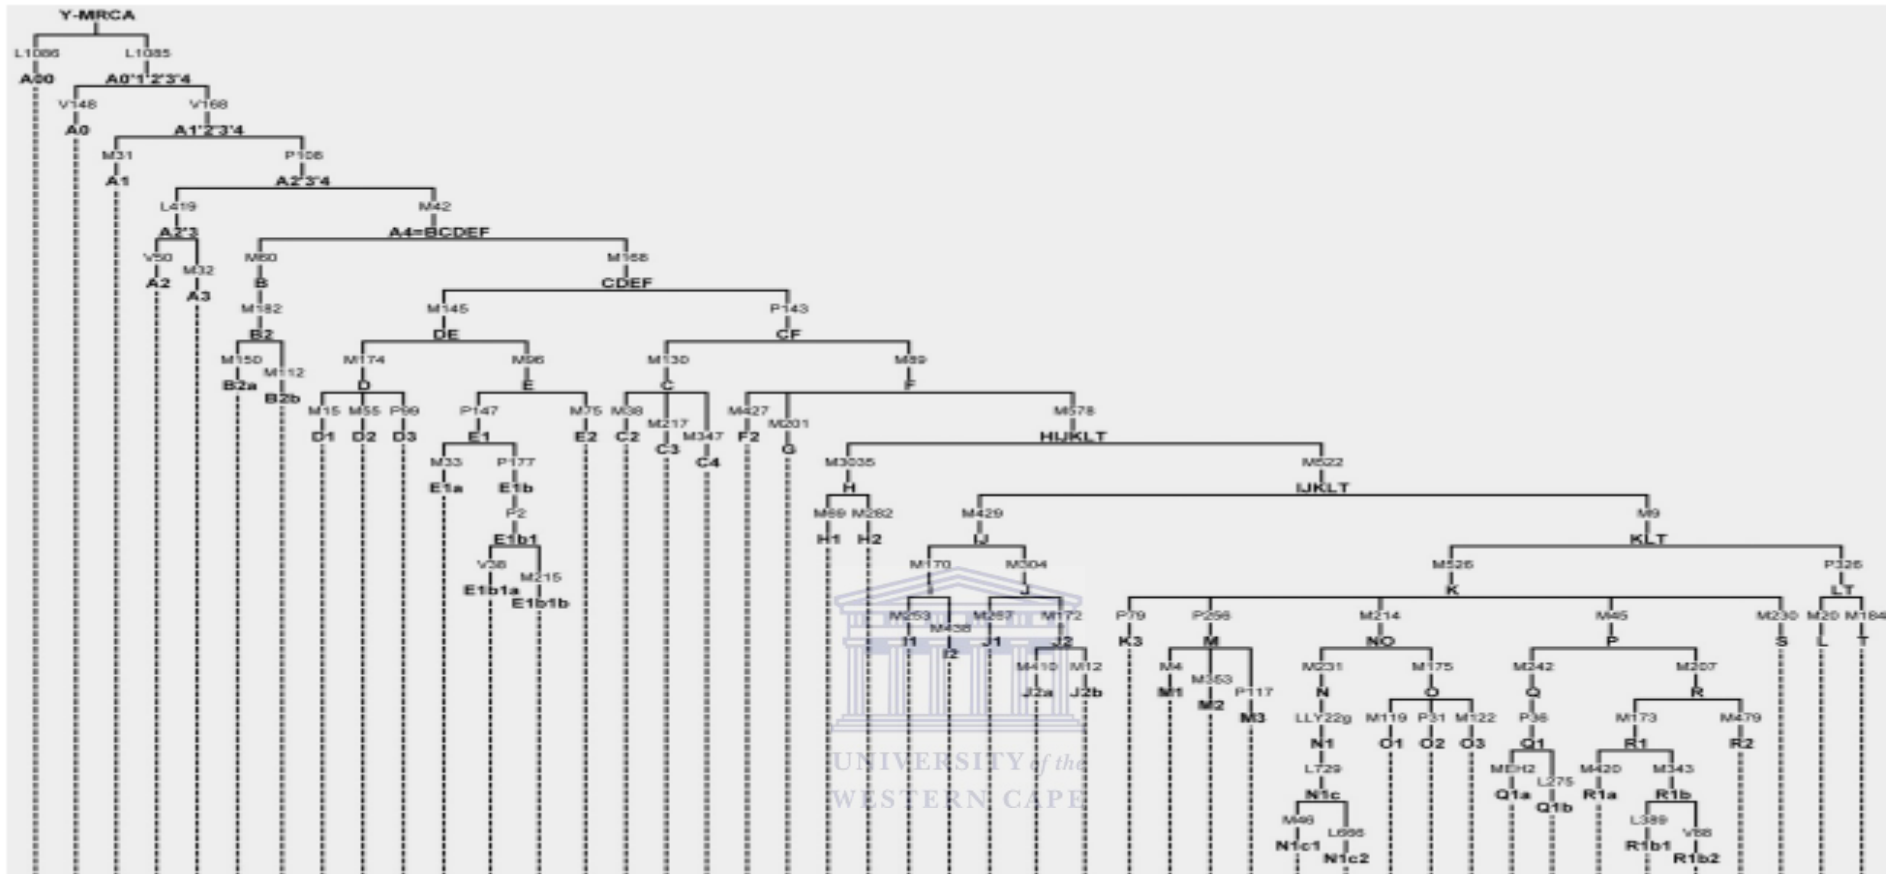 Y-MRCA
L1086 L1085
A00 A0'1'2'3'4
V148 V168
A0 A1'2'3'4
M31 P108
A1 A2'3'4
L419 M42
A2'3 A4=BCDEF
V50 M60 M168
M32
A2 B CDEF
A3
M182 M145 P143
B2 DE CF
M150 M174 M96 M130 M89
M112
B2a D E C F
B2b
M15 M55 P99 P147 M75 M38 M427 M578
M217 M201
D1 D2 D3 E1 E2 C2 M347 F2 HIJKLT
C3 G
M33 P177 C4 M3035 M522
E1a E1b H IJKLT
P2 M69 M282 M429 M9
E1b1 H1 H2 IJ KLT
V38 M170 M304 M526 P326
M215
E1b1a I J K LT
E1b1b
M253 M267 M172 P79 P256 M214 M45 M230 M20 M184
M438
I1 J1 J2 K3 M NO P S L T
I2
M410 M12 M4 M231 M175 M242 M207
M353
J2a J2b M1 P117 N O Q R
M2
M3 LLY22g M119 P31 M122 P36 M173 M479
N1 O1 O2 O3 Q1 R1 R2
L729 MEH2 M420 M343
L275
N1c Q1a R1a R1b
Q1b
M46 L389
L666 V88
N1c1 R1b1
N1c2 R1b2
UNIVERSITY of the
WESTERN CAPE